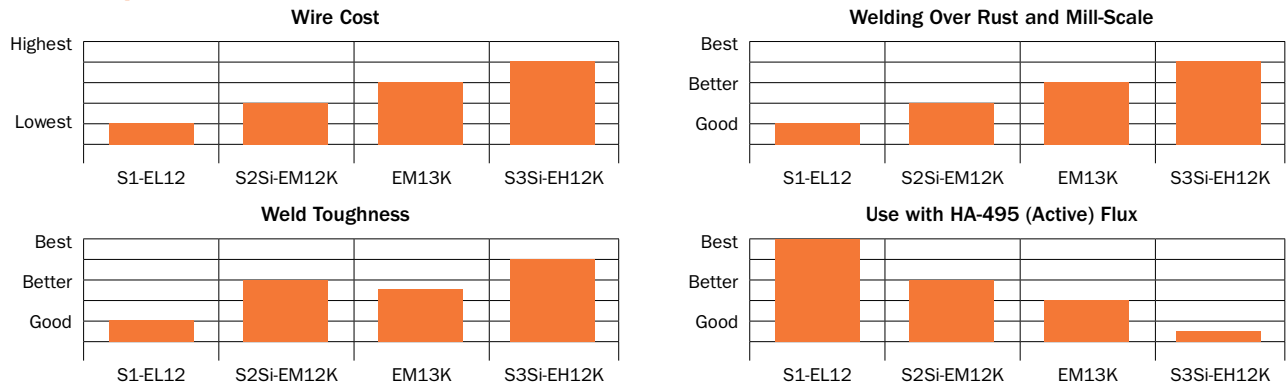 Wire Cost
Highest
Lowest
S1-EL12 S2Si-EM12K EM13K S3Si-EH12K
Welding Over Rust and Mill-Scale
Best
Better
Good
S1-EL12 S2Si-EM12K EM13K S3Si-EH12K
Weld Toughness
Best
Better
Good
S1-EL12 S2Si-EM12K EM13K S3Si-EH12K
Use with HA-495 (Active) Flux
Best
Better
Good
S1-EL12 S2Si-EM12K EM13K S3Si-EH12K